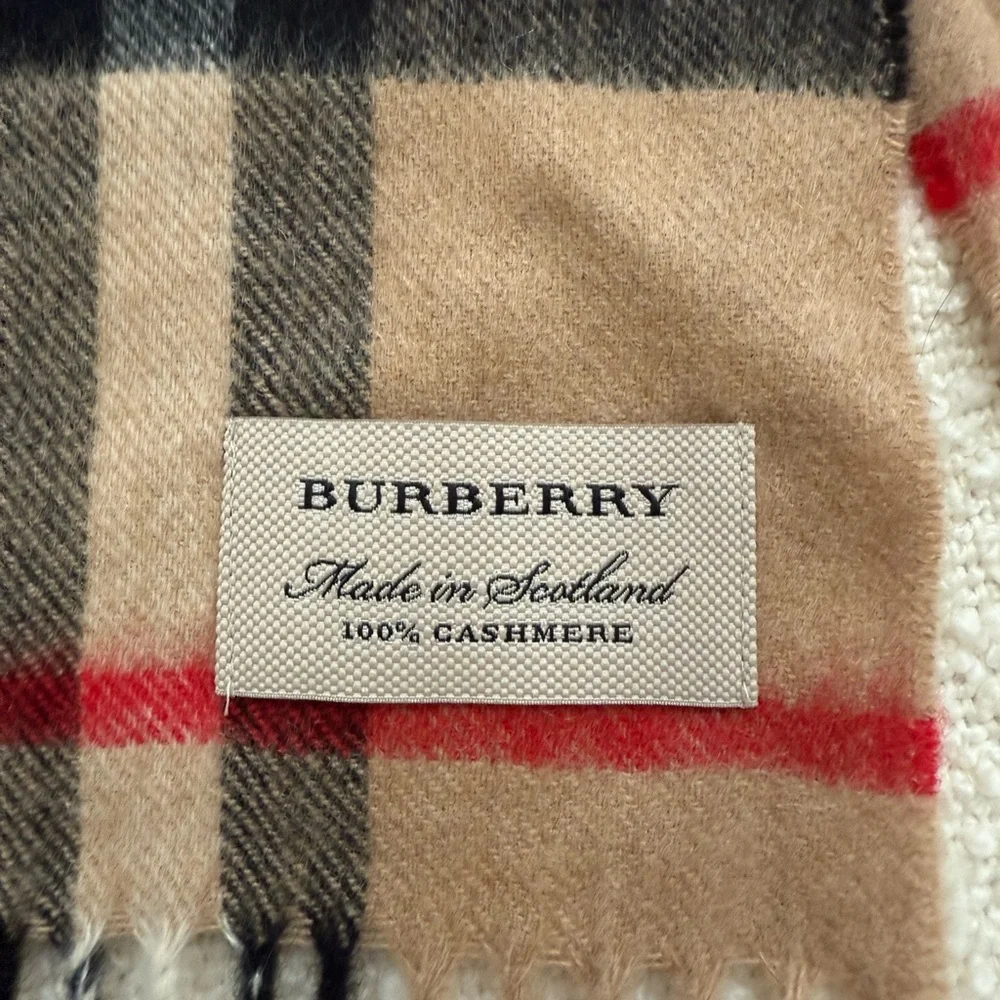 BURBERRY
Made in Scotland
100% CASHMERE